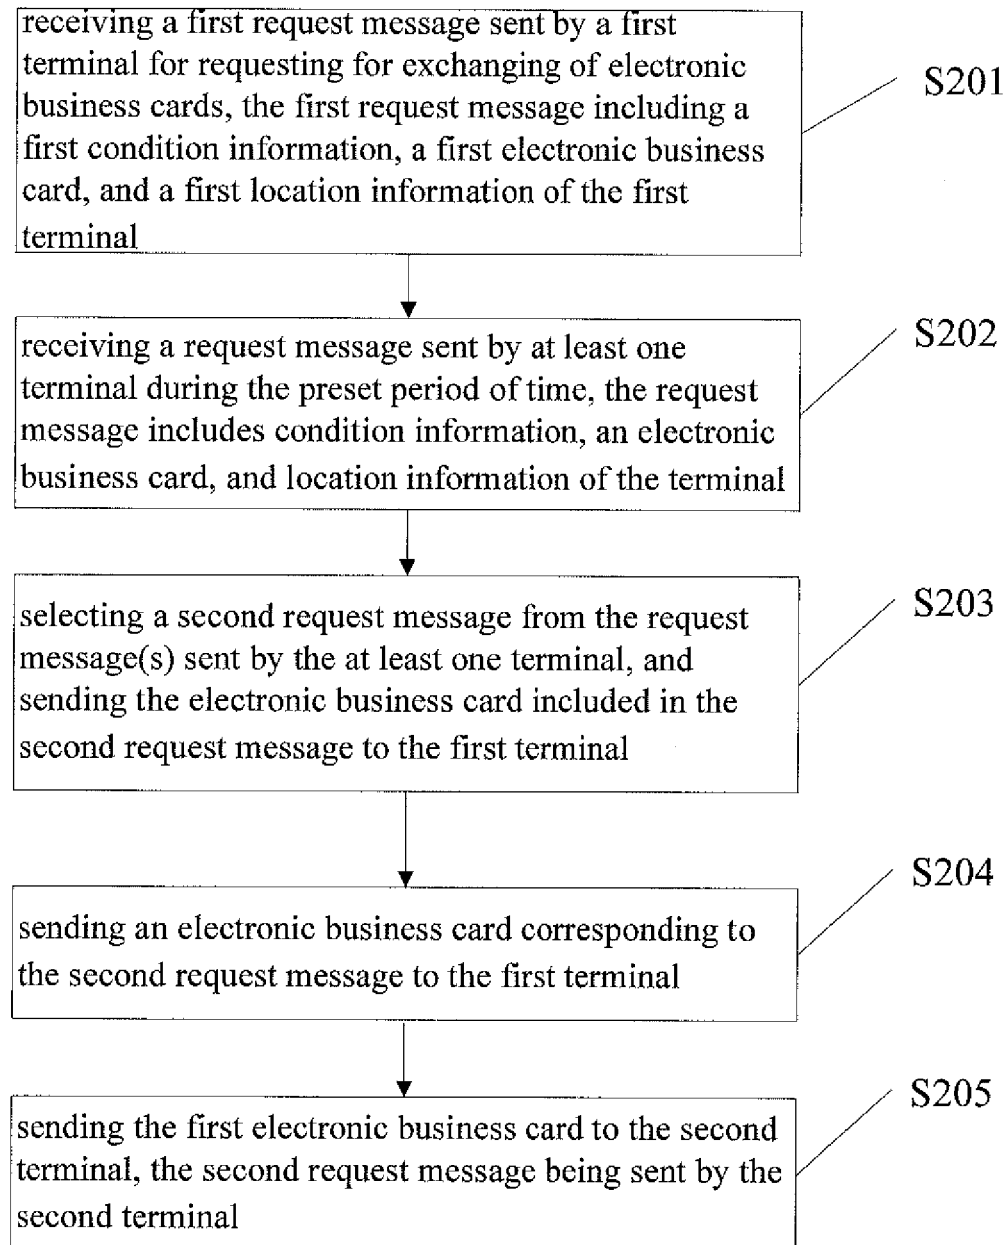 receiving a first request message sent by a first
terminal for requesting for exchanging of electronic
business cards, the first request message including a
first condition information, a first electronic business
card, and a first location information of the first
terminal
S201
receiving a request message sent by at least one
terminal during the preset period of time, the request
message includes condition information, an electronic
business card, and location information of the terminal
S202
selecting a second request message from the request
message(s) sent by the at least one terminal, and
sending the electronic business card included in the
second request message to the first terminal
S203
sending an electronic business card corresponding to
the second request message to the first terminal
S204
sending the first electronic business card to the second
terminal, the second request message being sent by the
second terminal
S205